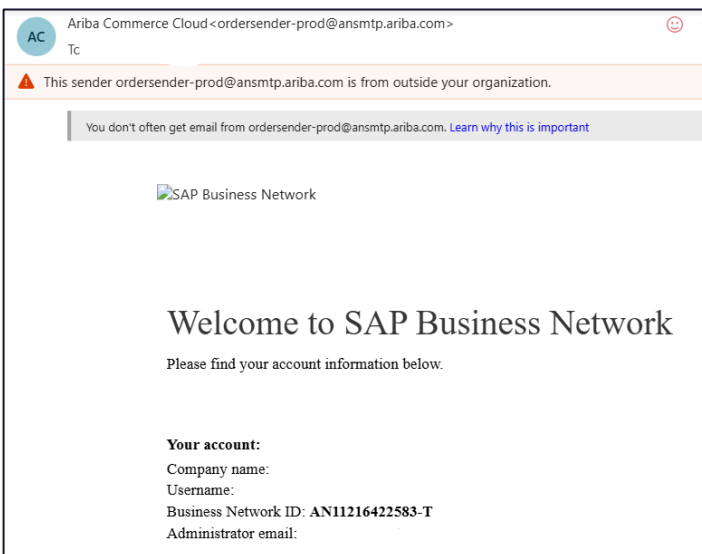 AC
Ariba Commerce Cloud<ordersender-prod@ansmtp.ariba.com>
Tc
This sender ordersender-prod@ansmtp.ariba.com is from outside your organization.
You don't often get email from ordersender-prod@ansmtp.ariba.com. Learn why this is important
SAP Business Network
Welcome to SAP Business Network
Please find your account information below.
Your account:
Company name:
Username:
Business Network ID: AN11216422583-T
Administrator email: